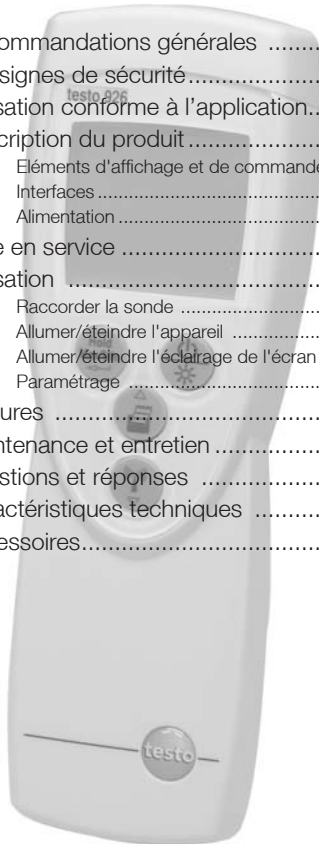 ommandations générales ........
signes de sécurité....................
testo 926
sation conforme à l'application..
cription du produit....................
Eléments d'affichage et de commande
Interfaces ..............................
Alimentation ..........................
e en service ..............................
sation ........................................
Raccorder la sonde ..................
Allumer/éteindre l'appareil ........
Allumer/éteindre l'éclairage de l'écran
Paramétrage ..........................
ures ..........................................
ntenance et entretien ................
stions et réponses ..................
actéristiques techniques ..........
essoires....................................
testo